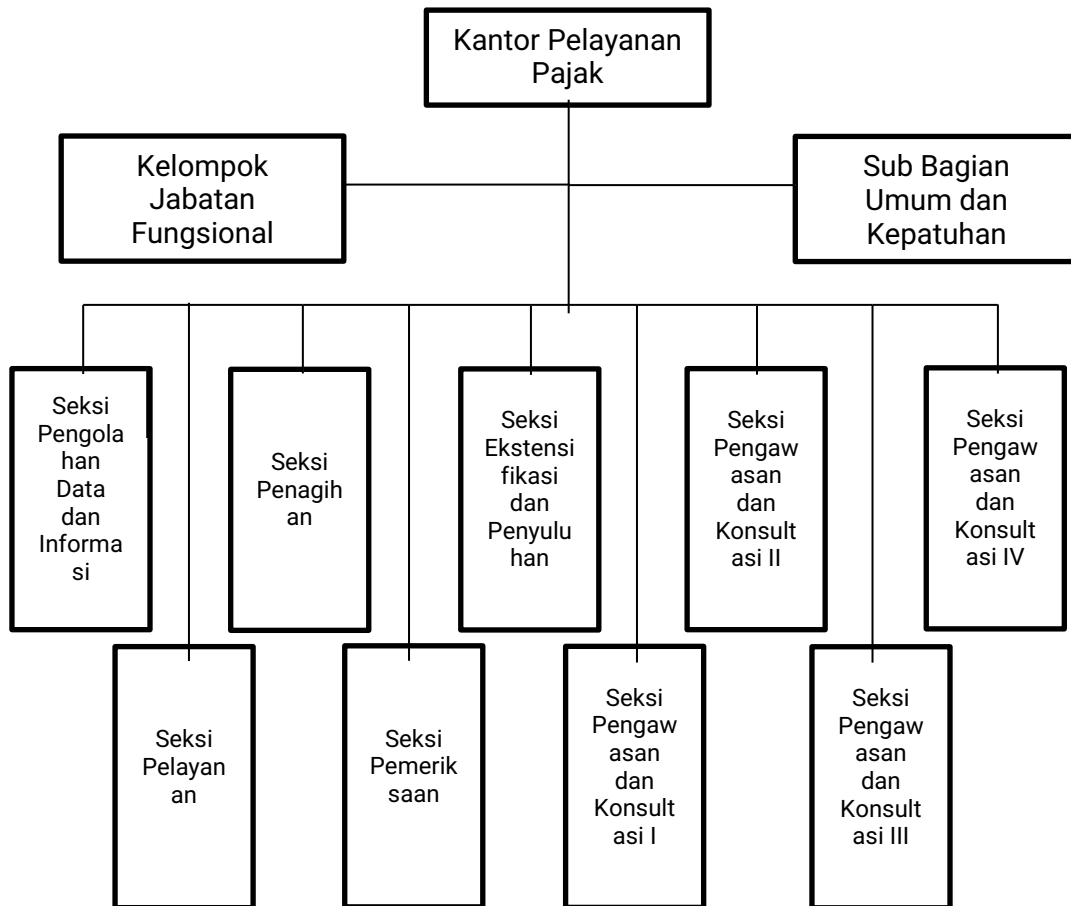 Kantor Pelayanan
Pajak
Kelompok
Jabatan
Fungsional
Sub Bagian
Umum dan
Kepatuhan
Seksi
Pengola
han
Data
dan
Informa
si
Seksi
Penagih
an
Seksi
Ekstensi
fikasi
dan
Penyulu
han
Seksi
Pengaw
asan
dan
Konsult
asi II
Seksi
Pengaw
asan
dan
Konsult
asi IV
Seksi
Pelayan
an
Seksi
Pemerik
saan
Seksi
Pengaw
asan
dan
Konsult
asi I
Seksi
Pengaw
asan
dan
Konsult
asi III